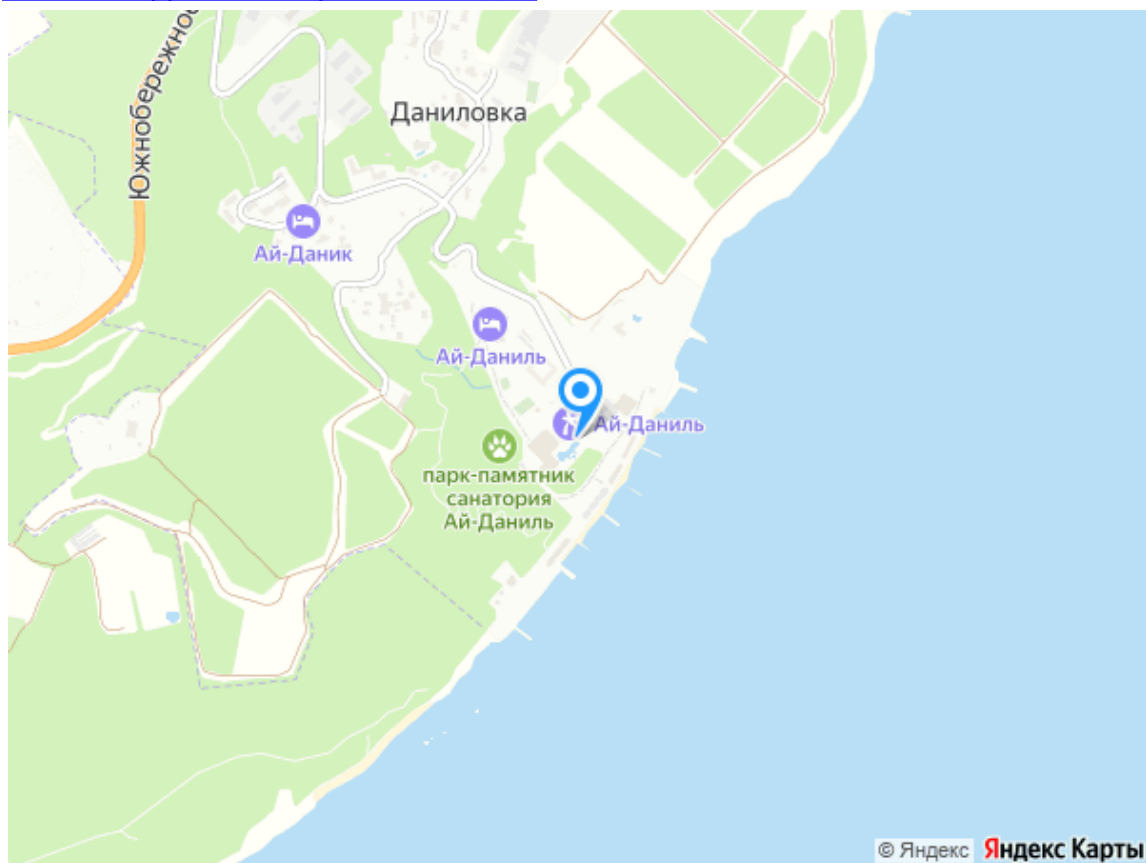 Южнобережное
Даниловка
Ай-Даник
Ай-Даниль
Ай-Даниль
парк-памятник
санатория
Ай-Даниль
© Яндекс Яндекс Карты